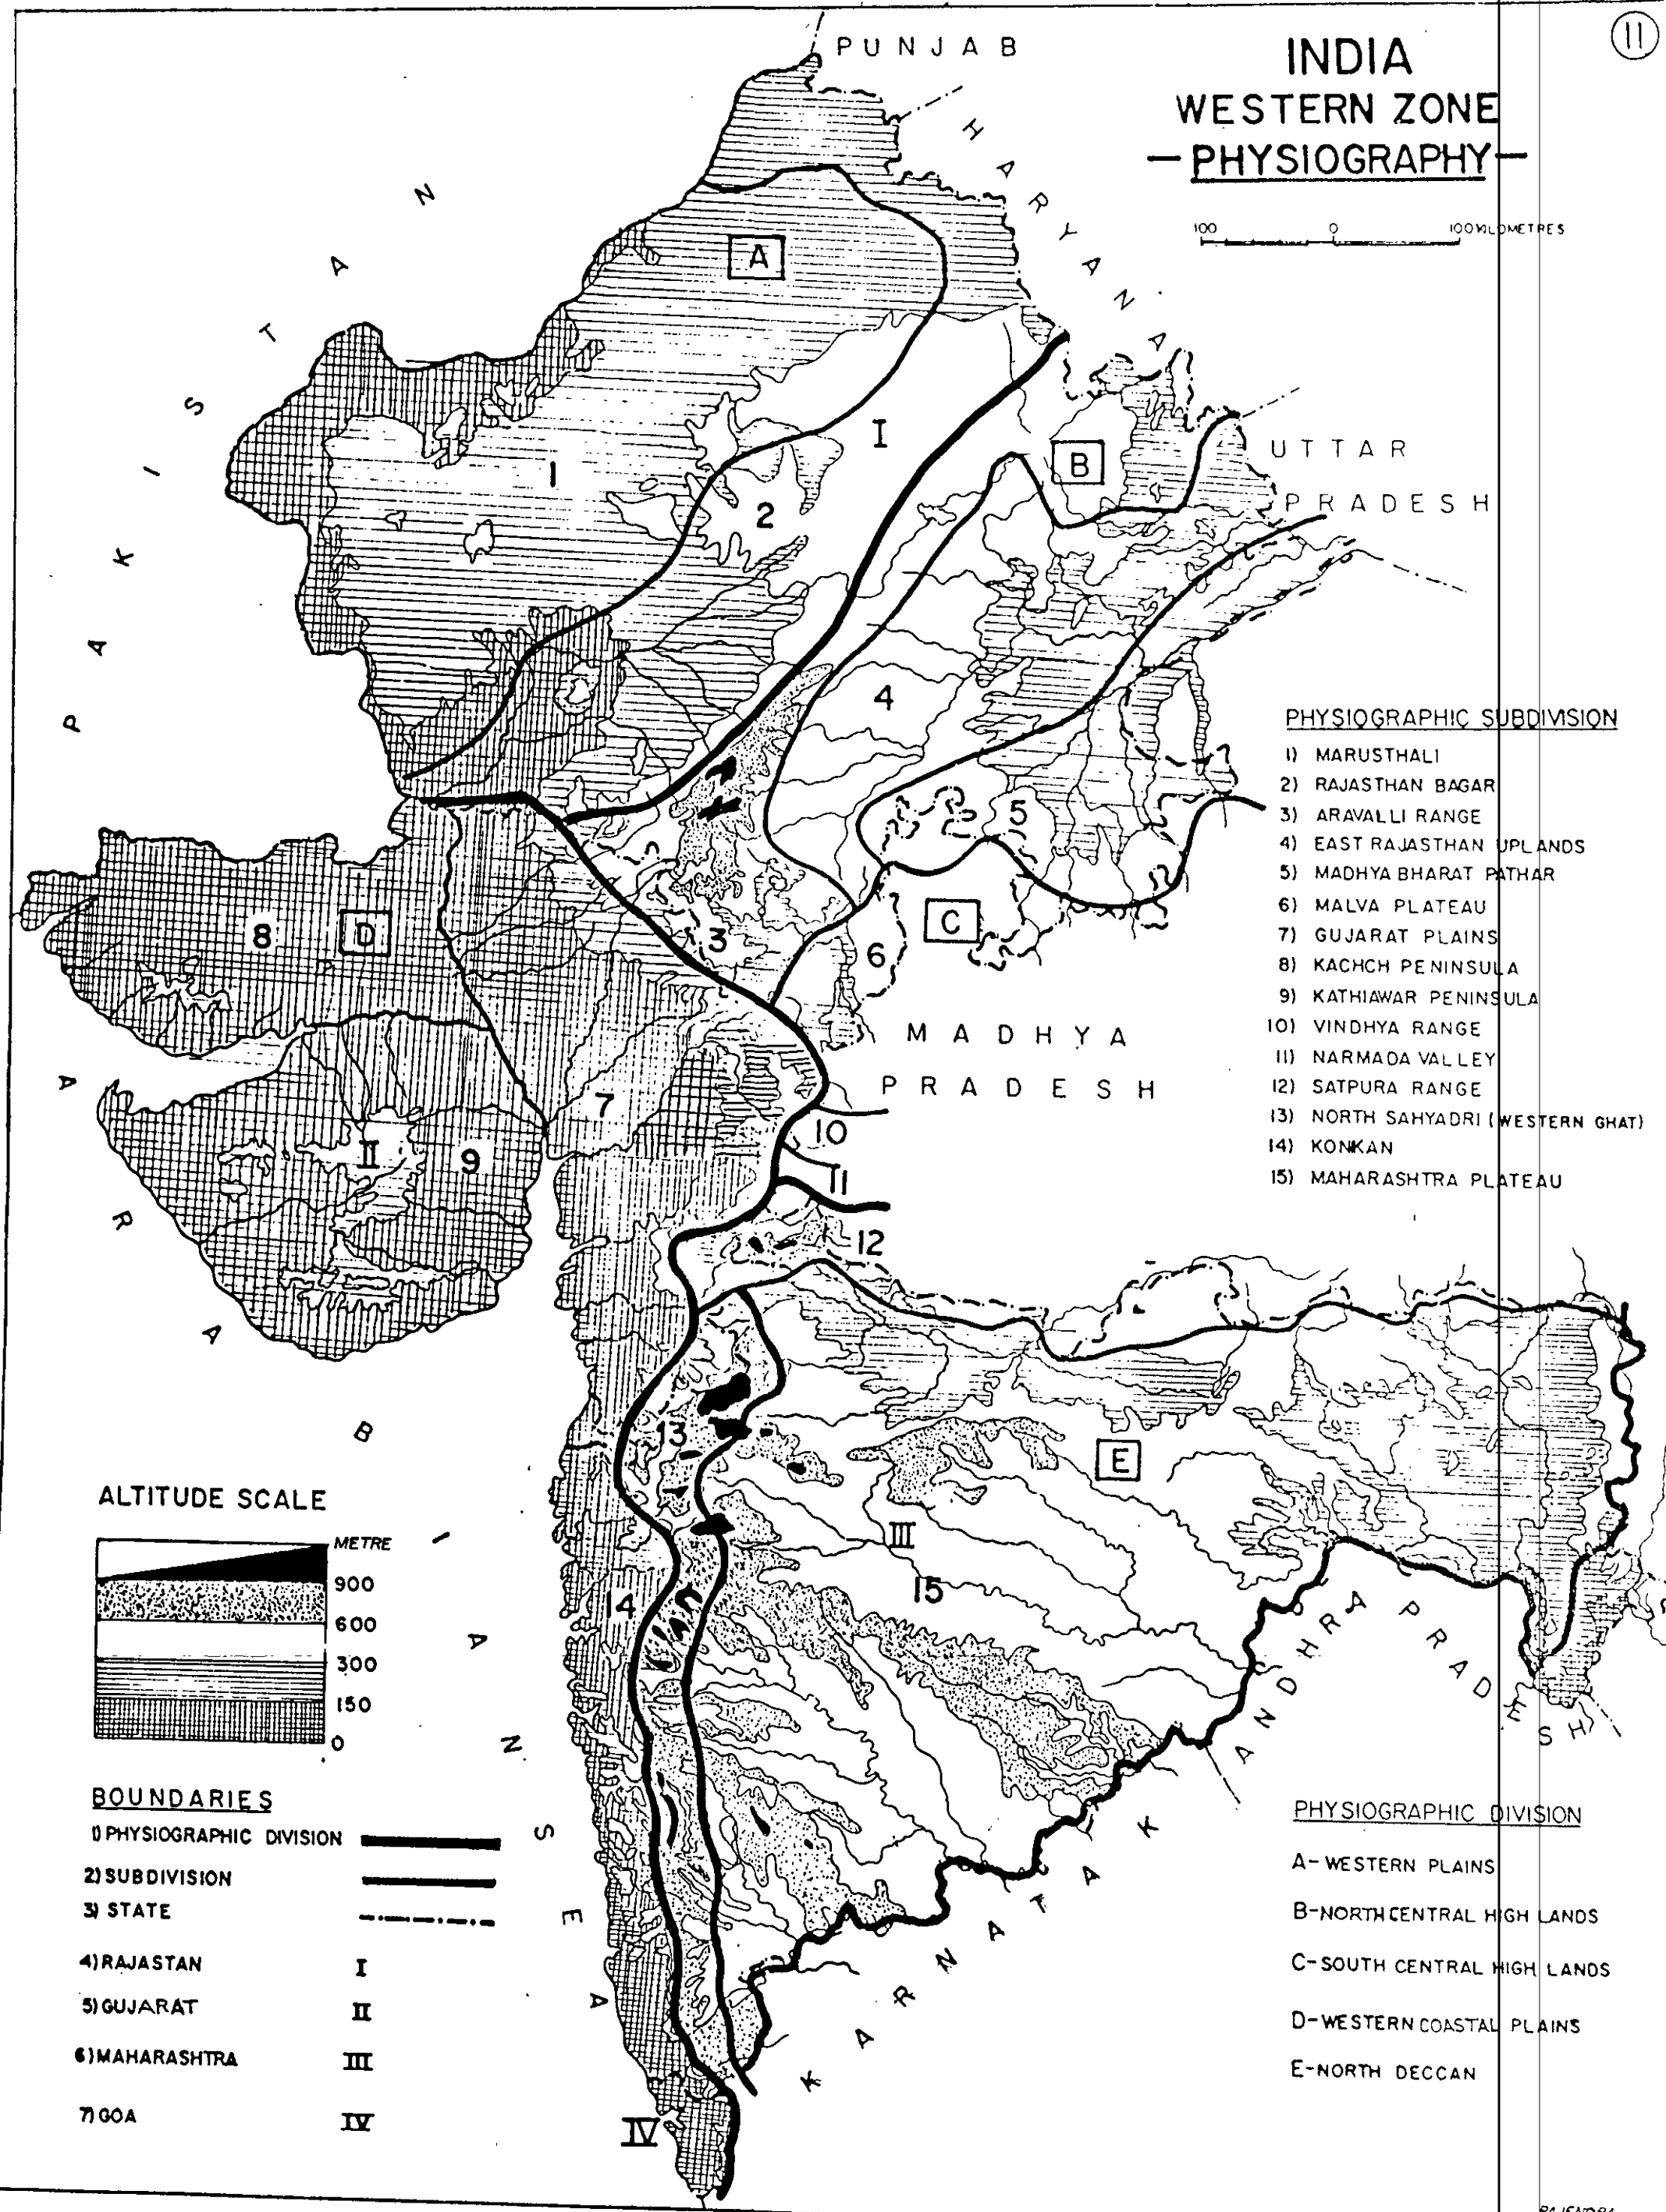 11
INDIA
WESTERN ZONE
— PHYSIOGRAPHY —
100 0 100 KILOMETRES
PUNJAB
HARYANA
PAKISTAN
UTTAR
PRADESH
A
I
B
1
2
4
5
3
8
D
C
6
MADHYA
PRADESH
7
II
9
10
11
12
13
E
III
15
14
IV
ARABIAN SEA
ANDHRA PRADESH
KARNATAK
PHYSIOGRAPHIC SUBDIVISION
1) MARUSTHALI
2) RAJASTHAN BAGAR
3) ARAVALLI RANGE
4) EAST RAJASTHAN UPLANDS
5) MADHYA BHARAT PATHAR
6) MALVA PLATEAU
7) GUJARAT PLAINS
8) KACHCH PENINSULA
9) KATHIAWAR PENINSULA
10) VINDHYA RANGE
11) NARMADA VALLEY
12) SATPURA RANGE
13) NORTH SAHYADRI (WESTERN GHAT)
14) KONKAN
15) MAHARASHTRA PLATEAU
ALTITUDE SCALE
METRE
900
600
300
150
0
BOUNDARIES
1) PHYSIOGRAPHIC DIVISION
2) SUBDIVISION
3) STATE
4) RAJASTAN I
5) GUJARAT II
6) MAHARASHTRA III
7) GOA IV
PHYSIOGRAPHIC DIVISION
A-WESTERN PLAINS
B-NORTH CENTRAL HIGH LANDS
C-SOUTH CENTRAL HIGH LANDS
D-WESTERN COASTAL PLAINS
E-NORTH DECCAN